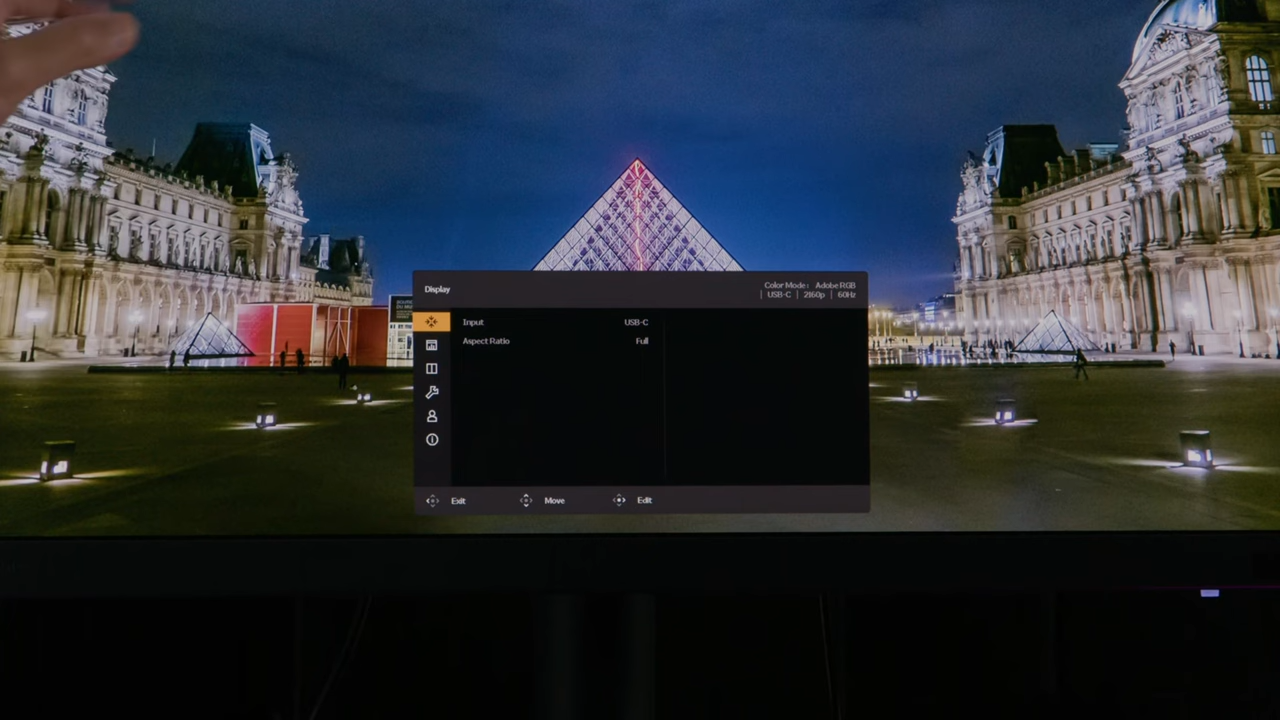 Display
Color Mode: Adobe RGB
| USB-C | 2160p | 60Hz
Input USB-C
Aspect Ratio Full
Exit Move Edit